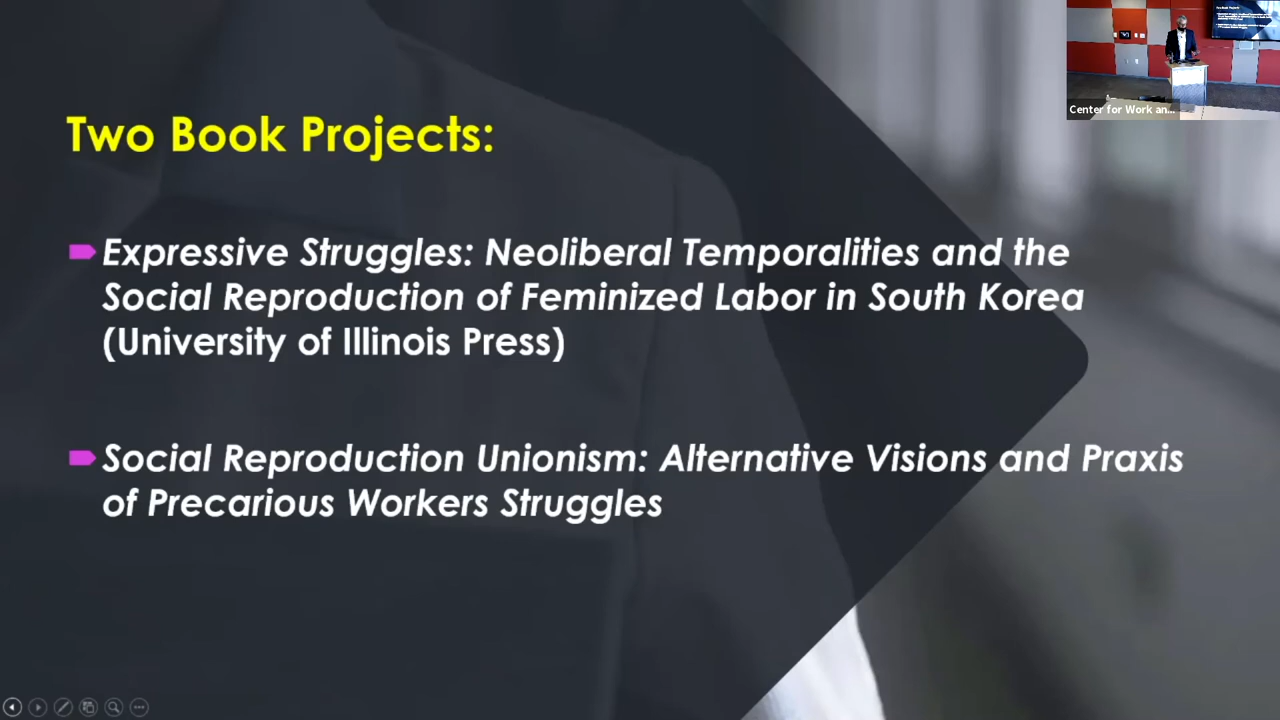 Two Book Projects:
Expressive Struggles: Neoliberal Temporalities and the
Social Reproduction of Feminized Labor in South Korea
(University of Illinois Press)
Social Reproduction Unionism: Alternative Visions and Praxis
of Precarious Workers Struggles
Center for Work an...